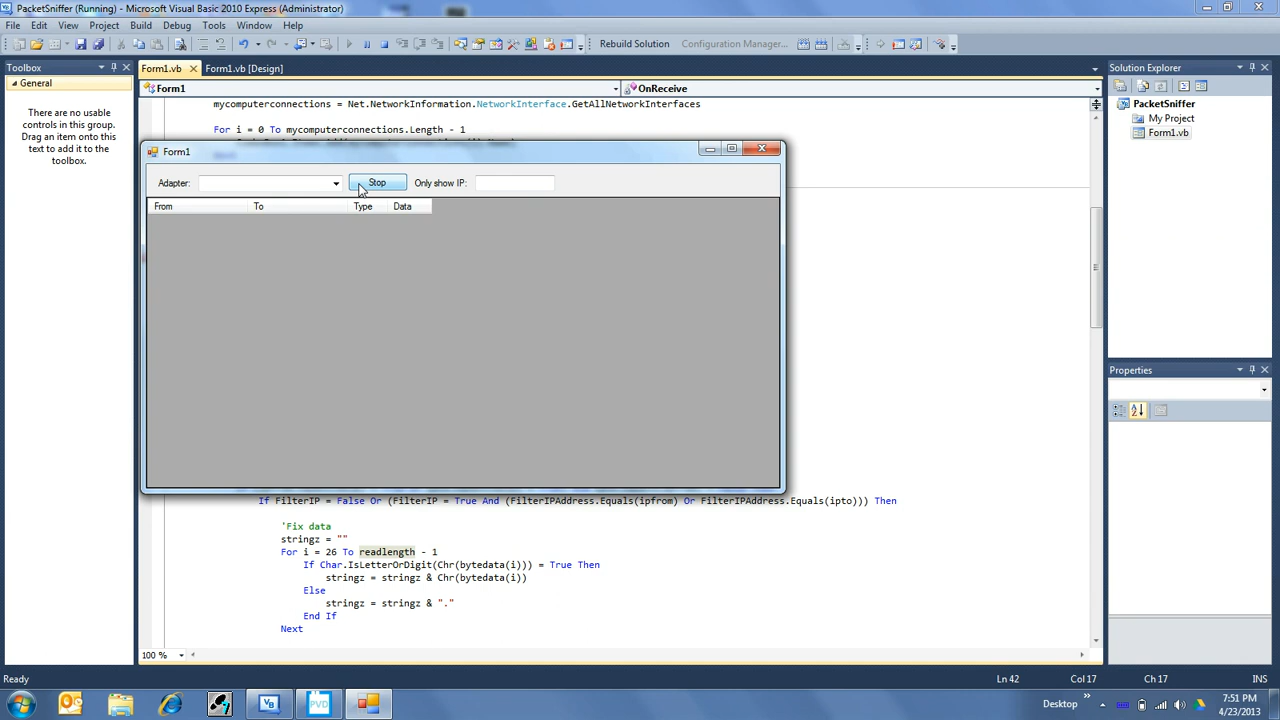 PacketSniffer (Running) - Microsoft Visual Basic 2010 Express (Administrator)
File Edit View Project Build Debug Tools Window Help
Rebuild Solution Configuration Manager...
Toolbox
General
There are no usable
controls in this group.
Drag an item onto this
text to add it to the
toolbox.
Form1.vb Form1.vb [Design]
Form1 OnReceive
mycomputerconnections = Net.NetworkInformation.NetworkInterface.GetAllNetworkInterfaces
For i = 0 To mycomputerconnections.Length - 1
Form1
Adapter: Stop Only show IP:
From To Type Data
If FilterIP = False Or (FilterIP = True And (FilterIPAddress.Equals(ipfrom) Or FilterIPAddress.Equals(ipto))) Then
'Fix data
stringz = ""
For i = 26 To readlength - 1
If Char.IsLetterOrDigit(Chr(bytedata(i))) = True Then
stringz = stringz & Chr(bytedata(i))
Else
stringz = stringz & "."
End If
Next
100 %
Solution Explorer
PacketSniffer
My Project
Form1.vb
Properties
Ready Ln 42 Col 17 Ch 17 INS
VB PVD Desktop 7:51 PM
4/23/2013